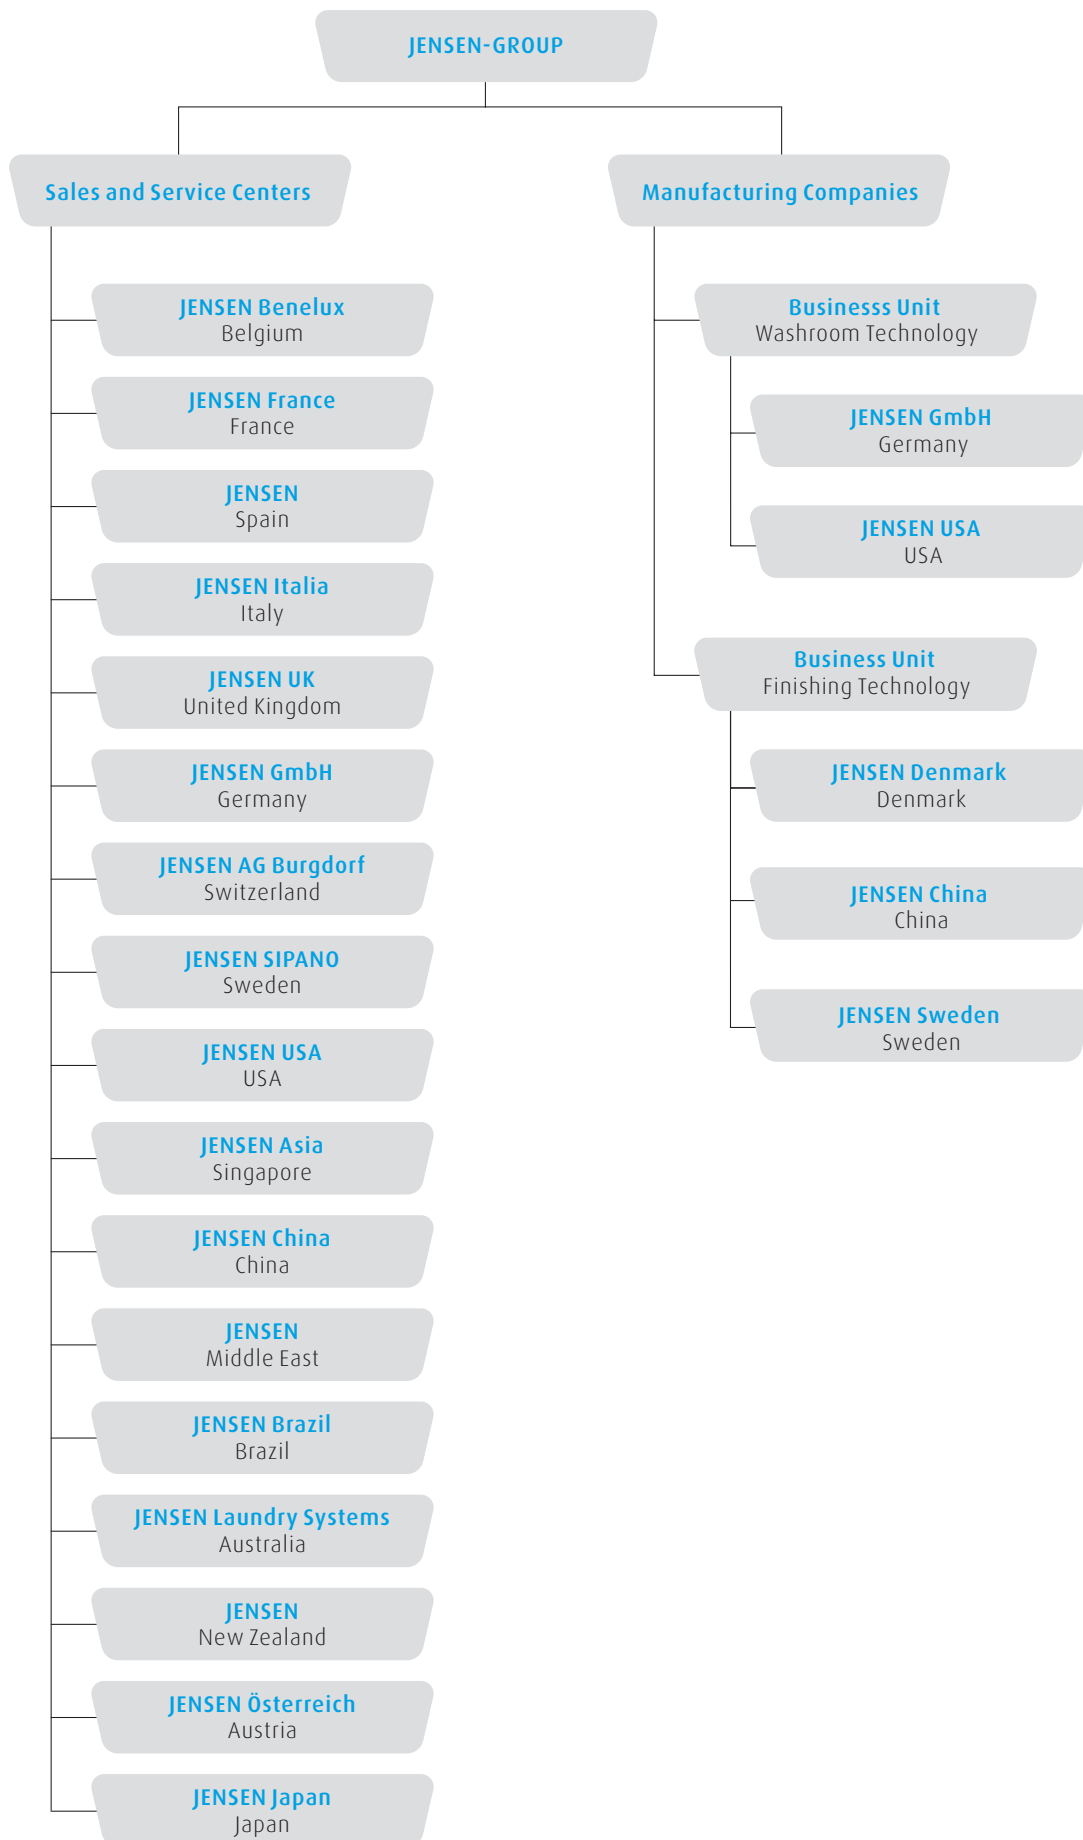 JENSEN-GROUP
Sales and Service Centers
JENSEN Benelux
Belgium
JENSEN France
France
JENSEN
Spain
JENSEN Italia
Italy
JENSEN UK
United Kingdom
JENSEN GmbH
Germany
JENSEN AG Burgdorf
Switzerland
JENSEN SIPANO
Sweden
JENSEN USA
USA
JENSEN Asia
Singapore
JENSEN China
China
JENSEN
Middle East
JENSEN Brazil
Brazil
JENSEN Laundry Systems
Australia
JENSEN
New Zealand
JENSEN Österreich
Austria
JENSEN Japan
Japan
Manufacturing Companies
Businesss Unit
Washroom Technology
JENSEN GmbH
Germany
JENSEN USA
USA
Business Unit
Finishing Technology
JENSEN Denmark
Denmark
JENSEN China
China
JENSEN Sweden
Sweden